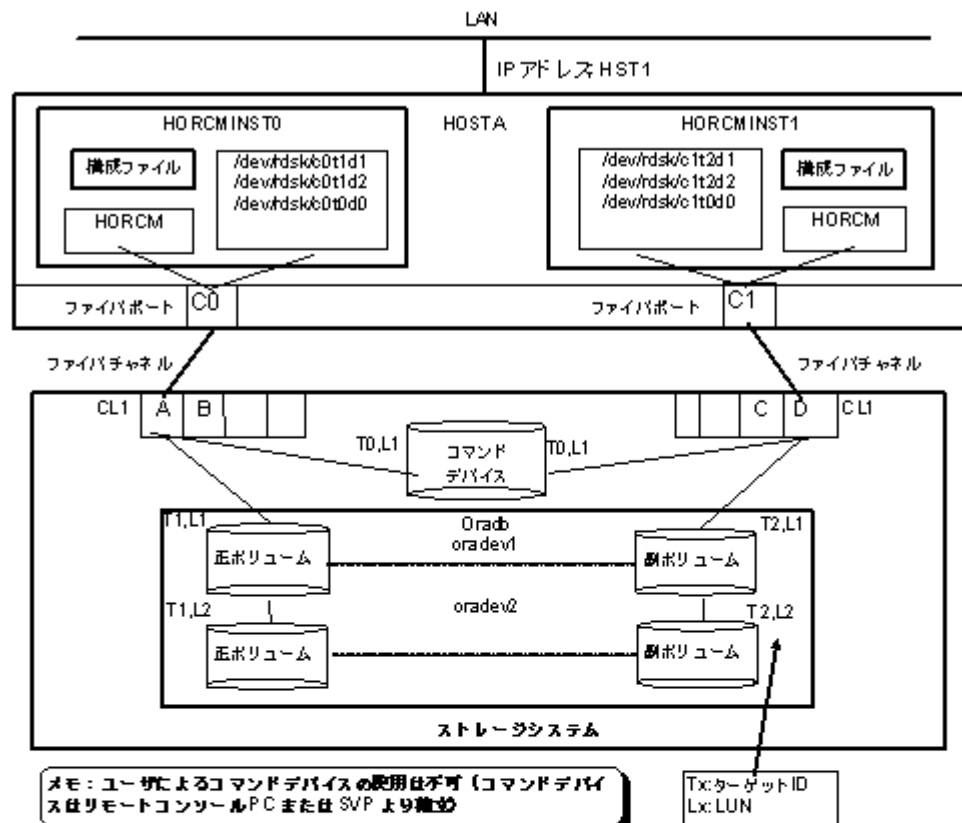 LAN
IPアドレス:HST1
HORCMINST0
HOSTA
HORCMINST1
構成ファイル
/dev/rdsk/c0t1d1
/dev/rdsk/c0t1d2
/dev/rdsk/c0t0d0
HORCM
/dev/rdsk/c1t2d1
/dev/rdsk/c1t2d2
/dev/rdsk/c1t0d0
構成ファイル
HORCM
ファイバポート
C0
ファイバポート
C1
ファイバチャネル
ファイバチャネル
CL1
A
B
C
D
CL1
T0,L1
コマンド
デバイス
T0,L1
T1,L1
Oradb
oradev1
T2,L1
正ボリューム
副ボリューム
T1,L2
oradev2
T2,L2
正ボリューム
副ボリューム
ストレージシステム
メモ:ユーザによるコマンドデバイスの使用は不可(コマンドデバイ
スはリモートコンソールPCまたはSVPより
Tx:ターゲットID
Lx:LUN